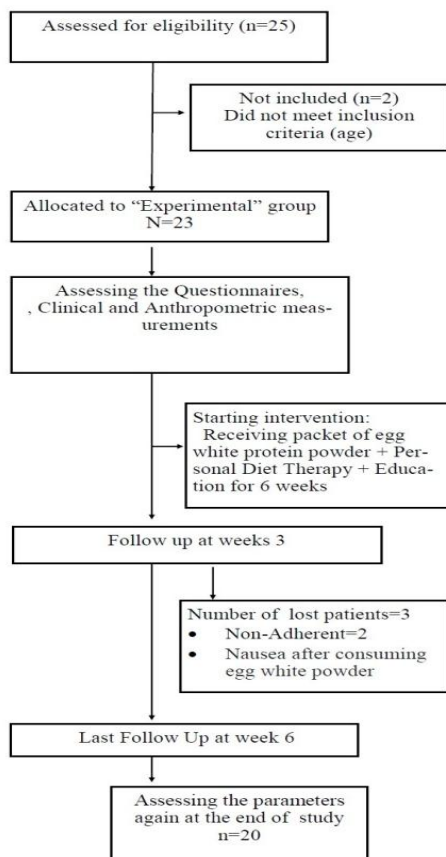 Assessed for eligibility (n=25)
Not included (n=2)
Did not meet inclusion
criteria (age)
Allocated to “Experimental” group
N=23
Assessing the Questionnaires,
, Clinical and Anthropometric meas-
urements
Starting intervention:
Receiving packet of egg
white protein powder + Per-
sonal Diet Therapy + Educa-
tion for 6 weeks
Follow up at weeks 3
Number of lost patients=3
• Non-Adherent=2
• Nausea after consuming
egg white powder
Last Follow Up at week 6
Assessing the parameters
again at the end of study
n=20